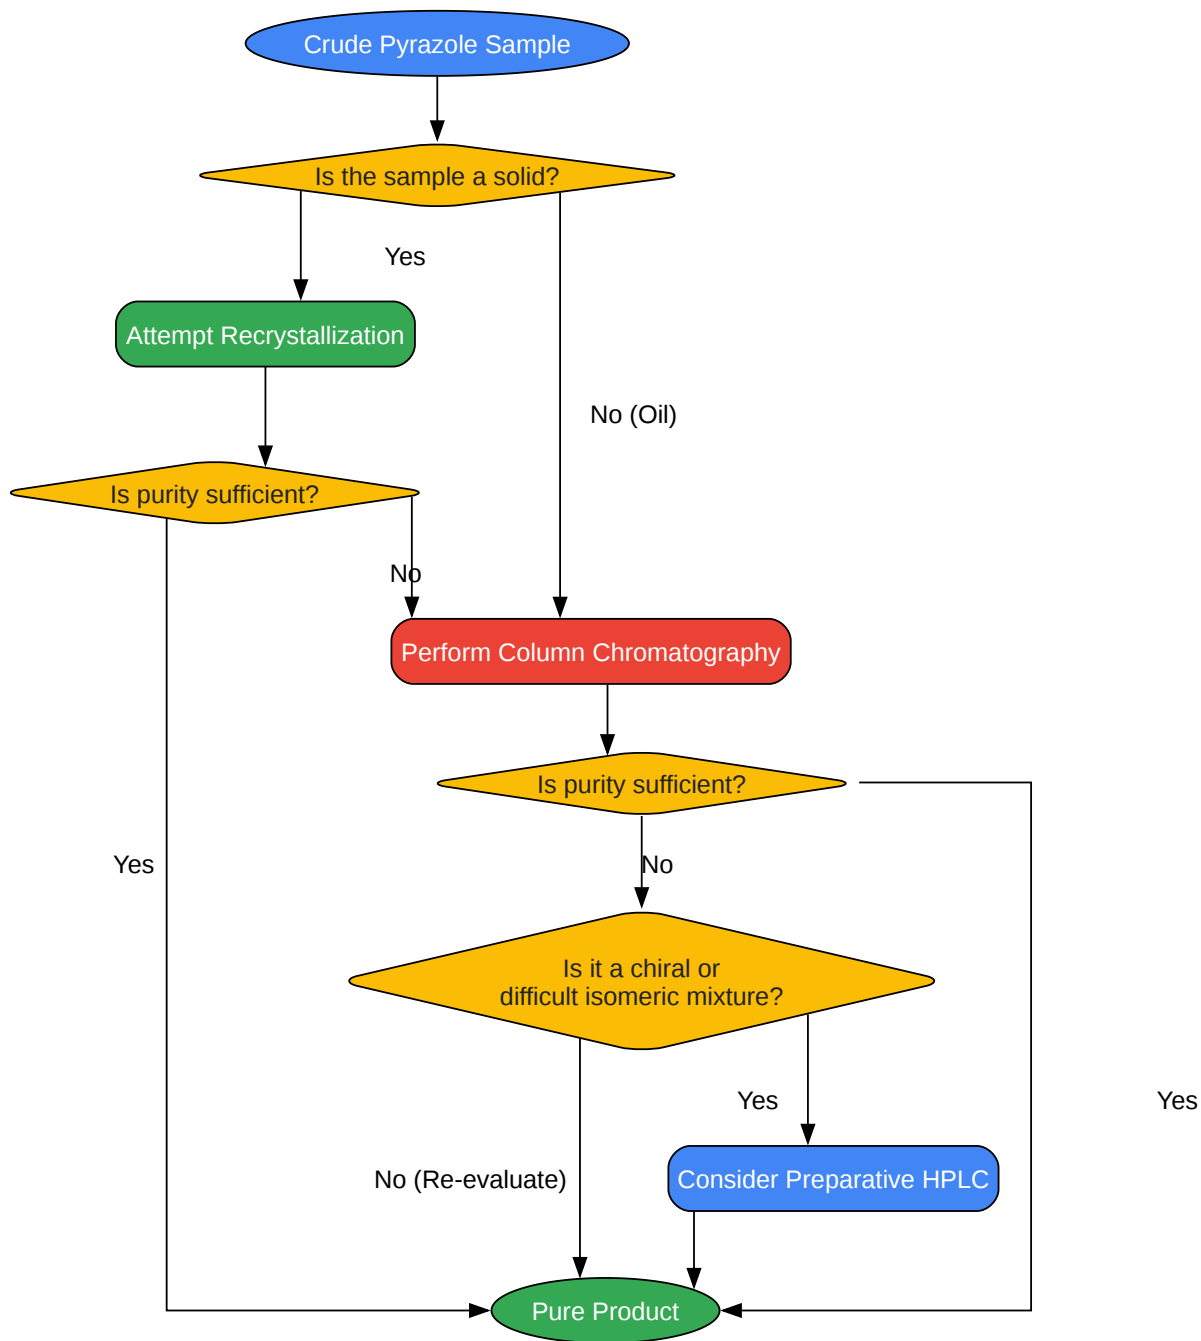 Crude Pyrazole Sample
Is the sample a solid?
Yes
Attempt Recrystallization
No (Oil)
Is purity sufficient?
No
Perform Column Chromatography
Is purity sufficient?
Yes
No
Is it a chiral or
difficult isomeric mixture?
Yes
Yes
No (Re-evaluate)
Consider Preparative HPLC
Pure Product